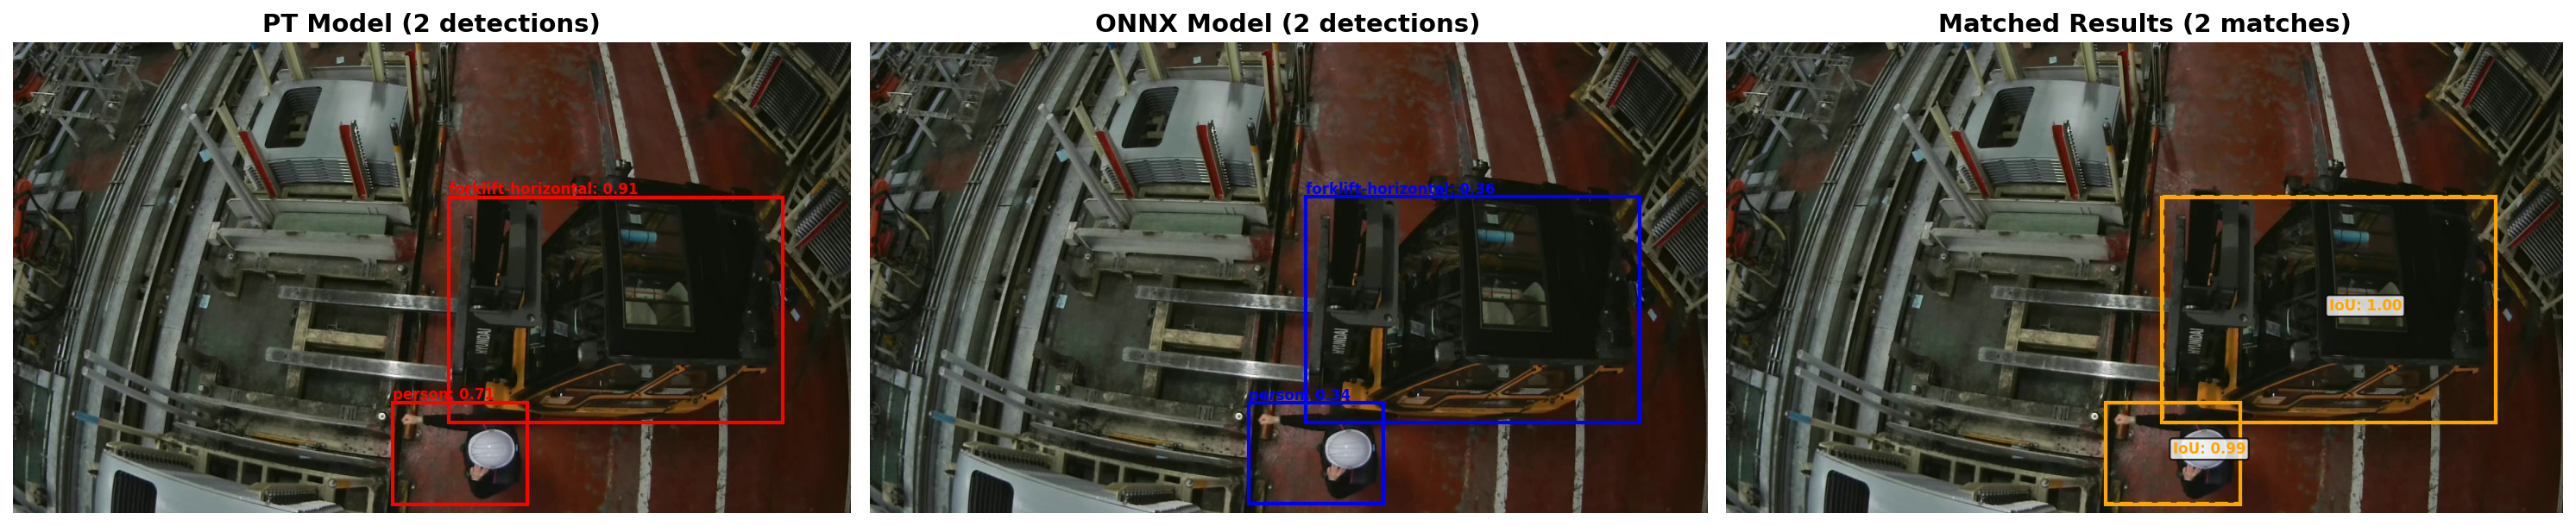 PT Model (2 detections)
ONNX Model (2 detections)
Matched Results (2 matches)
forklift-horizontal: 0.91
forklift-horizontal: 0.36
IoU: 1.00
person: 0.71
person: 0.34
IoU: 0.99